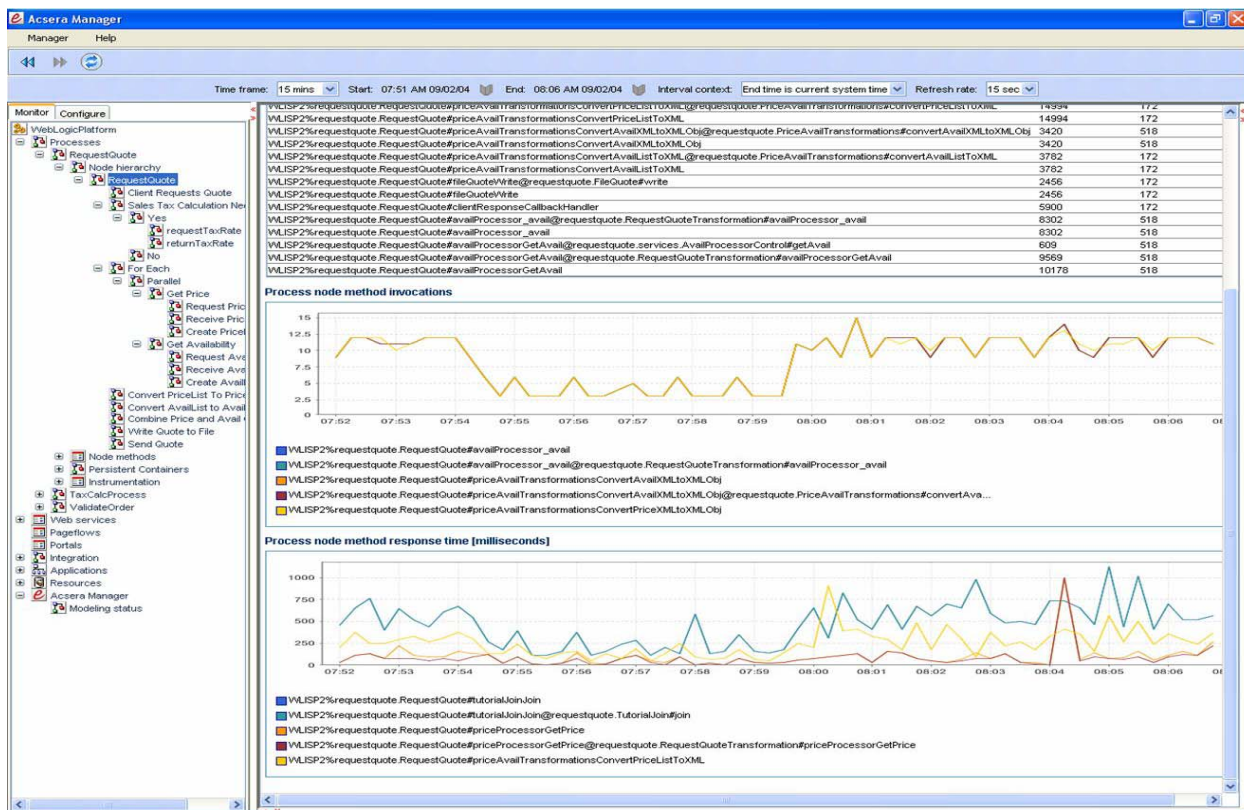 Acsera Manager
Manager Help
Time frame: 15 mins Start: 07:51 AM 09/02/04 End: 08:06 AM 09/02/04 Interval context: End time is current system time Refresh rate: 15 sec
Monitor Configure
WebLogicPlatform
Processes
RequestQuote
Node hierarchy
RequestQuote
Client Requests Quote
Sales Tax Calculation Nee
Yes
requestTaxRate
returnTaxRate
No
For Each
Parallel
Get Price
Request Pric
Receive Pric
Create Pricel
Get Availability
Request Ava
Receive Ava
Create Avail
Convert PriceList To Price
Convert AvailList to Avail
Combine Price and Avail
Write Quote to File
Send Quote
Node methods
Persistent Containers
Instrumentation
TaxCalcProcess
ValidateOrder
Web services
Pageflows
Portals
Integration
Applications
Resources
Acsera Manager
Modeling status
WLISP2%requestquote.RequestQuote#priceAvailTransformationsConvertPriceListToXML@requestquote.PriceAvailTransformations#convertPriceListToXML 14994 172
WLISP2%requestquote.RequestQuote#priceAvailTransformationsConvertPriceListToXML 14994 172
WLISP2%requestquote.RequestQuote#priceAvailTransformationsConvertAvailXMLtoXMLObj@requestquote.PriceAvailTransformations#convertAvailXMLtoXMLObj 3420 518
WLISP2%requestquote.RequestQuote#priceAvailTransformationsConvertAvailXMLtoXMLObj 3420 518
WLISP2%requestquote.RequestQuote#priceAvailTransformationsConvertAvailListToXML@requestquote.PriceAvailTransformations#convertAvailListToXML 3782 172
WLISP2%requestquote.RequestQuote#priceAvailTransformationsConvertAvailListToXML 3782 172
WLISP2%requestquote.RequestQuote#fileQuoteWrite@requestquote.FileQuote#write 2456 172
WLISP2%requestquote.RequestQuote#fileQuoteWrite 2456 172
WLISP2%requestquote.RequestQuote#clientResponseCallbackHandler 5900 172
WLISP2%requestquote.RequestQuote#availProcessor_avail@requestquote.RequestQuoteTransformation#availProcessor_avail 8302 518
WLISP2%requestquote.RequestQuote#availProcessor_avail 8302 518
WLISP2%requestquote.RequestQuote#availProcessorGetAvail@requestquote.services.AvailProcessorControl#getAvail 609 518
WLISP2%requestquote.RequestQuote#availProcessorGetAvail@requestquote.RequestQuoteTransformation#availProcessorGetAvail 9569 518
WLISP2%requestquote.RequestQuote#availProcessorGetAvail 10178 518
Process node method invocations
15
12.5
10
7.5
5
2.5
0
07:52 07:53 07:54 07:55 07:56 07:57 07:58 07:59 08:00 08:01 08:02 08:03 08:04 08:05 08:06 08
WLISP2%requestquote.RequestQuote#availProcessor_avail
WLISP2%requestquote.RequestQuote#availProcessor_avail@requestquote.RequestQuoteTransformation#availProcessor_avail
WLISP2%requestquote.RequestQuote#priceAvailTransformationsConvertAvailXMLtoXMLObj
WLISP2%requestquote.RequestQuote#priceAvailTransformationsConvertAvailXMLtoXMLObj@requestquote.PriceAvailTransformations#convertAva...
WLISP2%requestquote.RequestQuote#priceAvailTransformationsConvertPriceXMLtoXMLObj
Process node method response time [milliseconds]
1000
750
500
250
0
07:52 07:53 07:54 07:55 07:56 07:57 07:58 07:59 08:00 08:01 08:02 08:03 08:04 08:05 08:06 08
WLISP2%requestquote.RequestQuote#tutorialJoinJoin
WLISP2%requestquote.RequestQuote#tutorialJoinJoin@requestquote.TutorialJoin#join
WLISP2%requestquote.RequestQuote#priceProcessorGetPrice
WLISP2%requestquote.RequestQuote#priceProcessorGetPrice@requestquote.RequestQuoteTransformation#priceProcessorGetPrice
WLISP2%requestquote.RequestQuote#priceAvailTransformationsConvertPriceListToXML